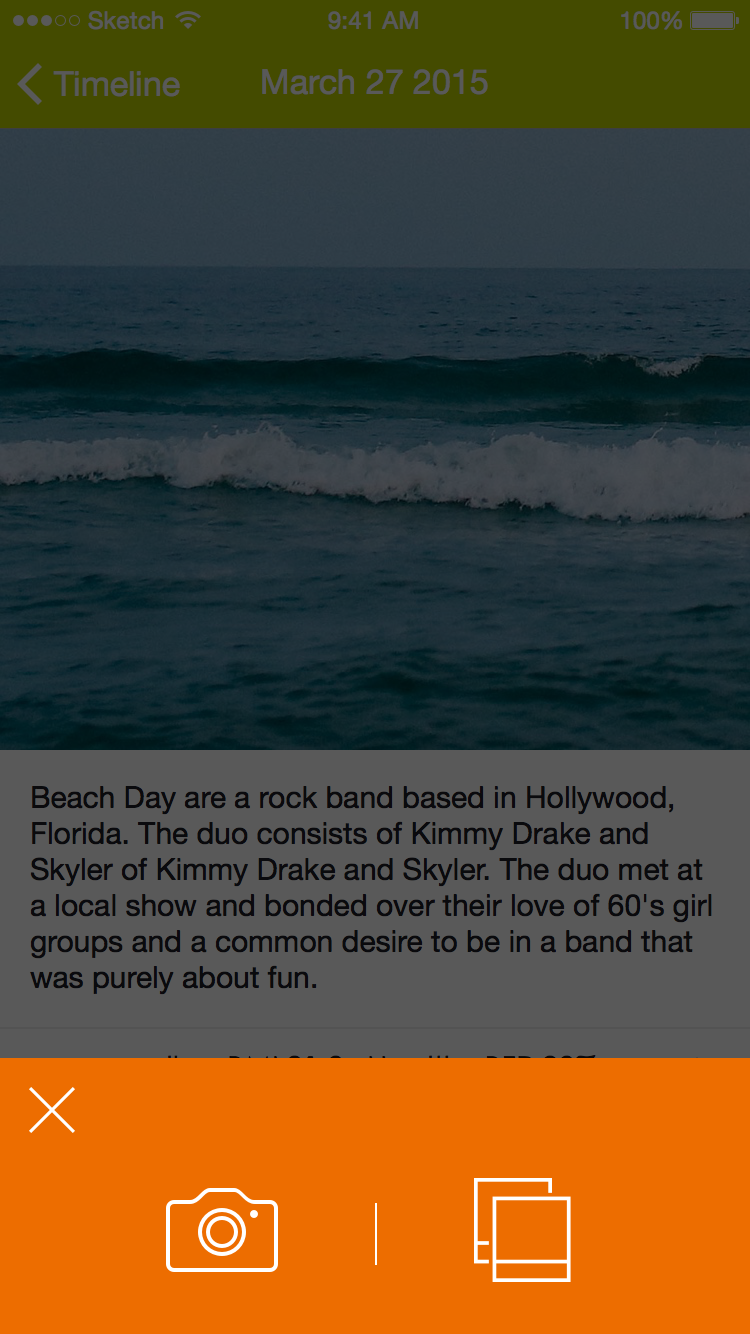 Sketch 9:41 AM 100%
Timeline March 27 2015
Beach Day are a rock band based in Hollywood,
Florida. The duo consists of Kimmy Drake and
Skyler of Kimmy Drake and Skyler. The duo met at
a local show and bonded over their love of 60's girl
groups and a common desire to be in a band that
was purely about fun.